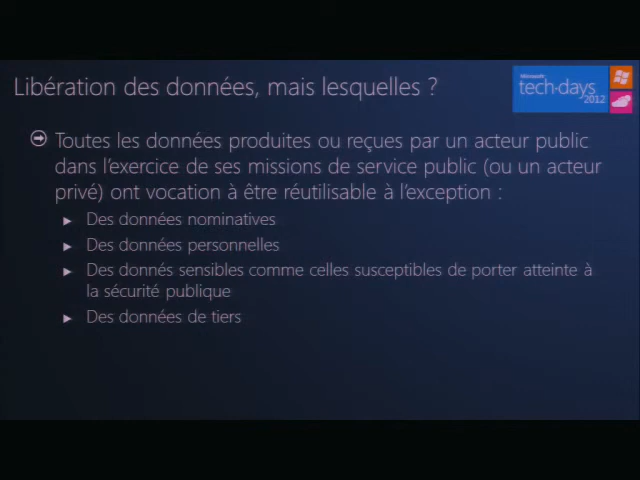 Libération des données, mais lesquelles ?
Microsoft
tech·days
2012
Toutes les données produites ou reçues par un acteur public
dans l'exercice de ses missions de service public (ou un acteur
privé) ont vocation à être réutilisable à l'exception :
Des données nominatives
Des données personnelles
Des donnés sensibles comme celles susceptibles de porter atteinte à
la sécurité publique
Des données de tiers